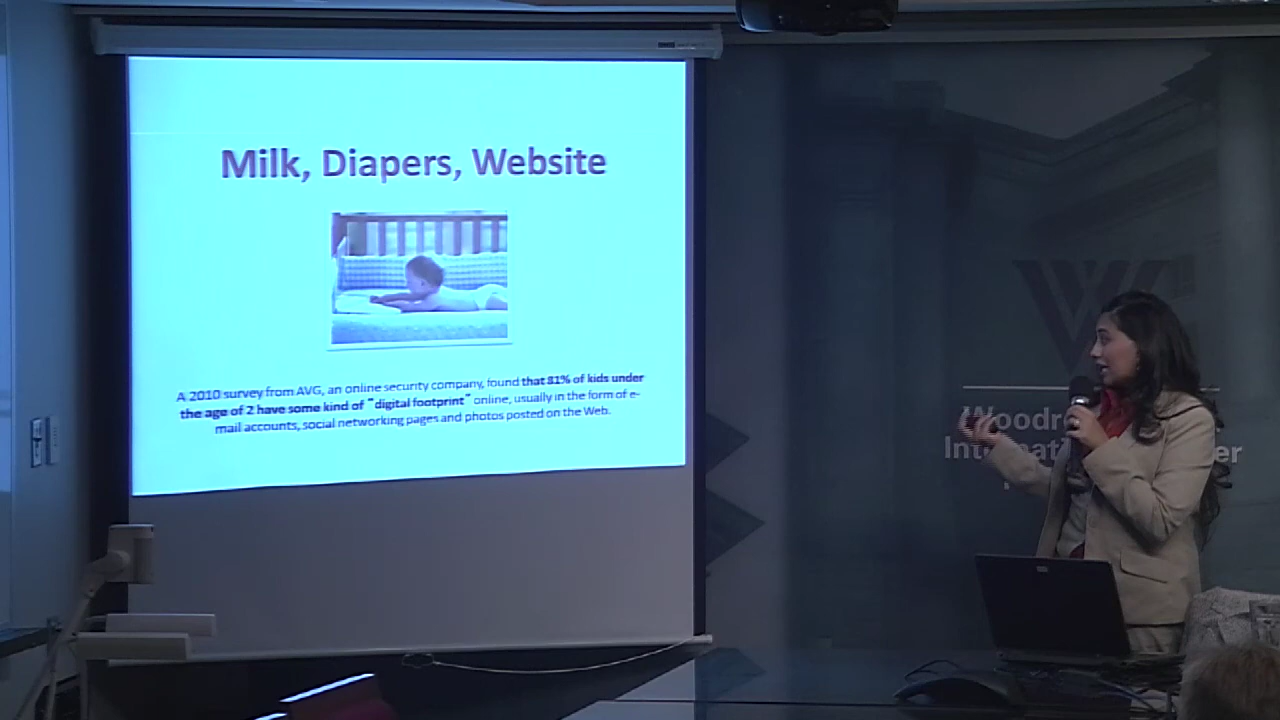 Milk, Diapers, Website
A 2010 survey from AVG, an online security company, found that 81% of kids under
the age of 2 have some kind of "digital footprint" online, usually in the form of e-
mail accounts, social networking pages and photos posted on the Web.